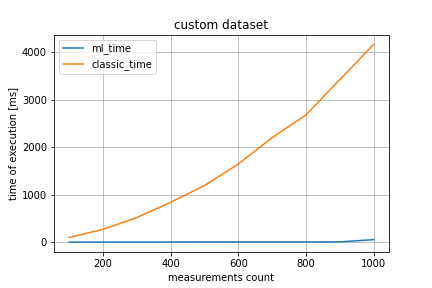 custom dataset
ml_time
classic_time
time of execution [ms]
4000
3000
2000
1000
0
200
400
600
800
1000
measurements count